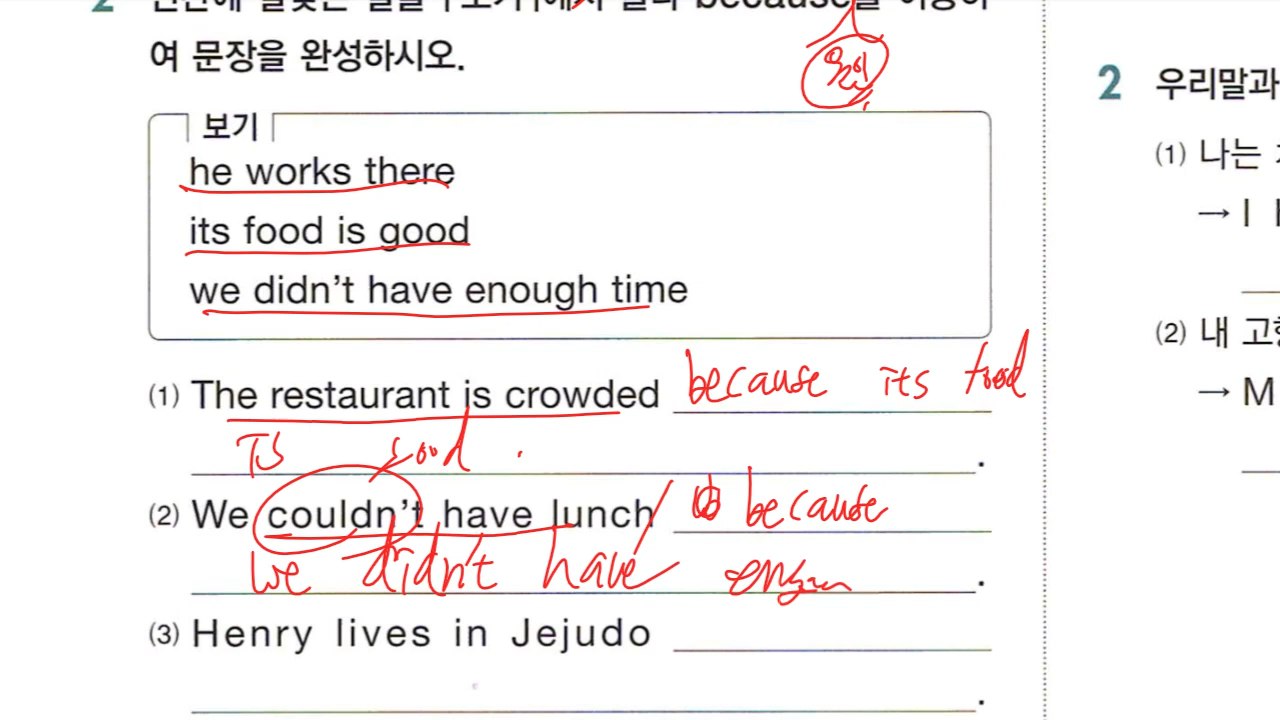 because
여 문장을 완성하시오.
보기
he works there
its food is good
we didn't have enough time
(1) The restaurant is crowded because its food
is good .
(2) We couldn't have lunch because
we didn't have
.
(3) Henry lives in Jejudo
.
2 우리말과
(1) 나는
→ I
(2) 내 고향
→ M